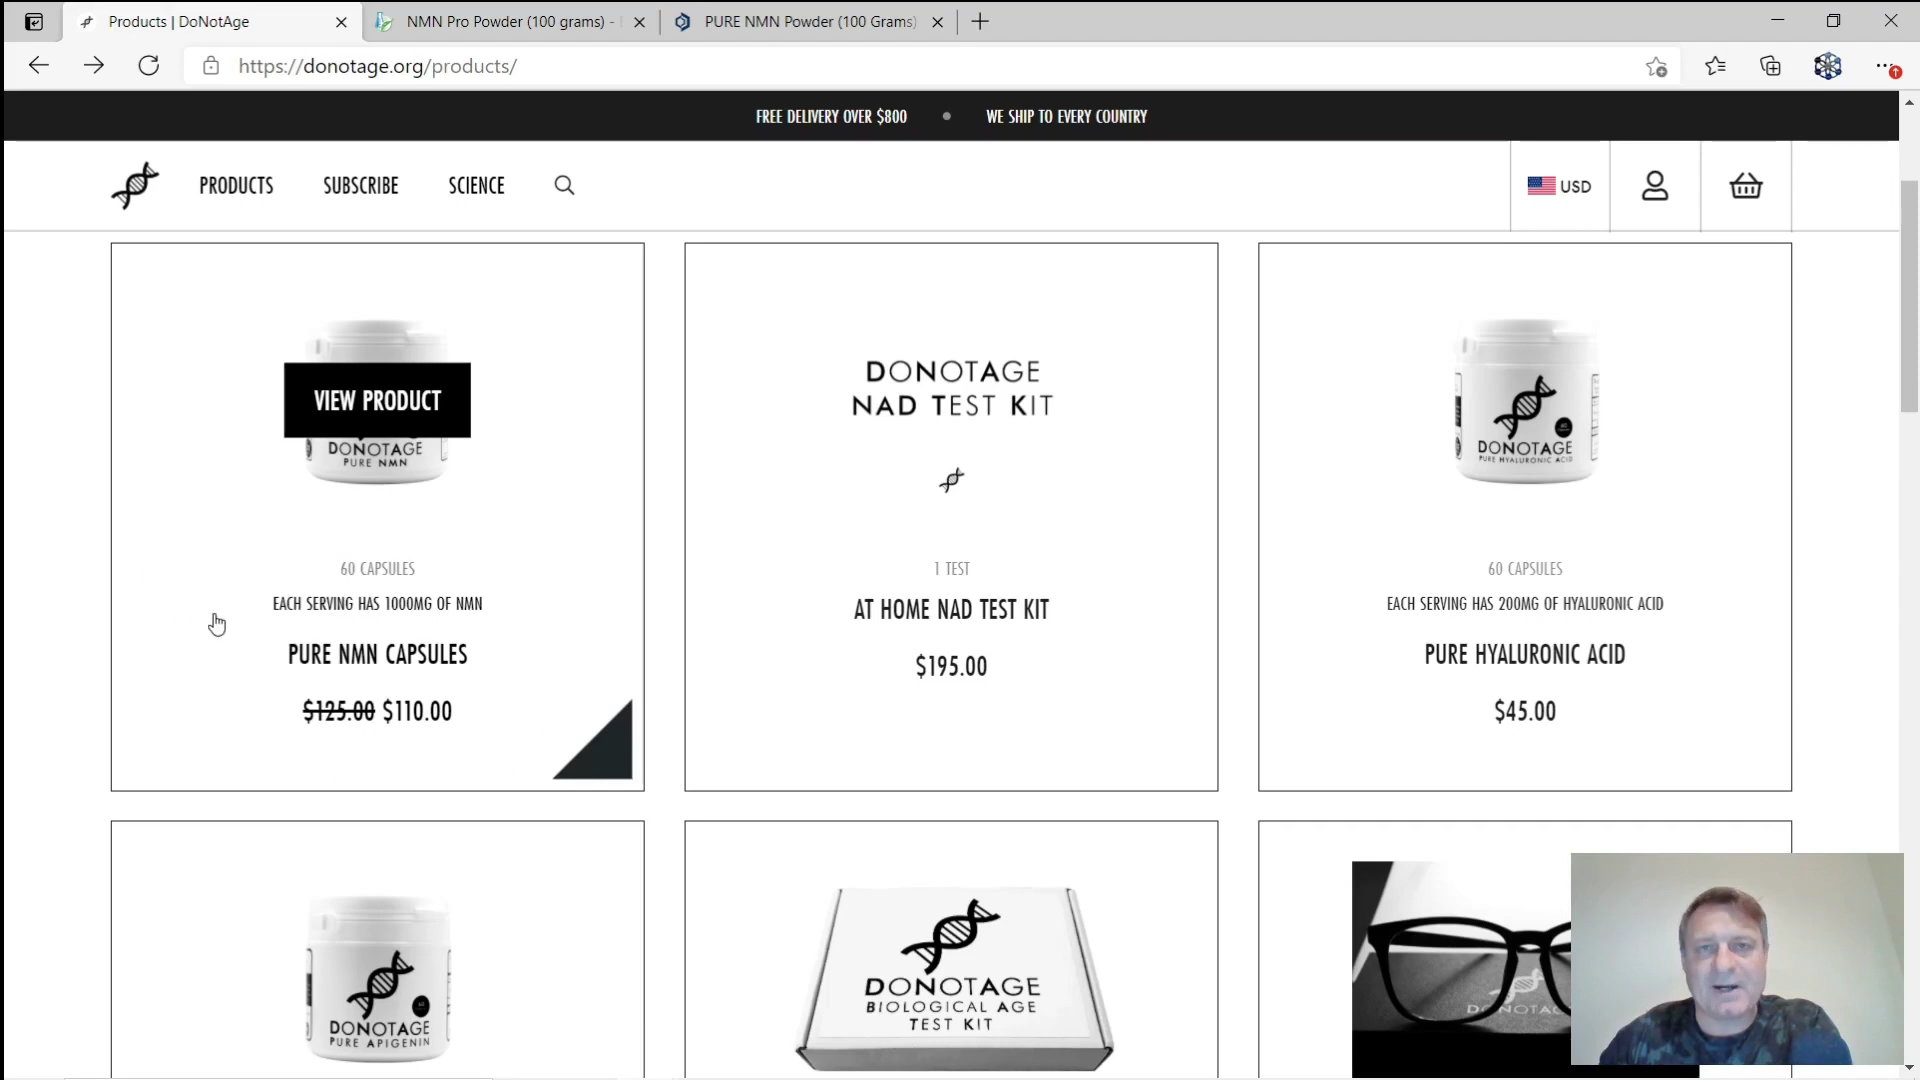 Products | DoNotAge
NMN Pro Powder (100 grams) -
PURE NMN Powder (100 Grams)
https://donotage.org/products/
FREE DELIVERY OVER $800 • WE SHIP TO EVERY COUNTRY
PRODUCTS SUBSCRIBE SCIENCE
USD
VIEW PRODUCT
DONOTAGE
PURE NMN
60 CAPSULES
EACH SERVING HAS 1000MG OF NMN
PURE NMN CAPSULES
$125.00 $110.00
DONOTAGE
NAD TEST KIT
1 TEST
AT HOME NAD TEST KIT
$195.00
DONOTAGE
PURE HYALURONIC ACID
60 CAPSULES
EACH SERVING HAS 200MG OF HYALURONIC ACID
PURE HYALURONIC ACID
$45.00
DONOTAGE
PURE APIGENIN
DONOTAGE
BIOLOGICAL AGE
TEST KIT